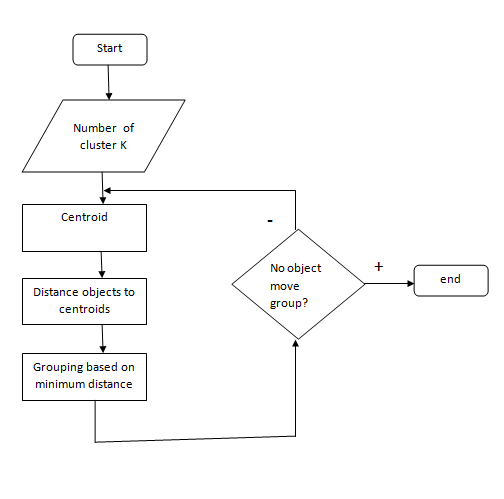 Start
Number of
cluster K
Centroid
Distance objects to
centroids
Grouping based on
minimum distance
-
No object
move
group?
+
end